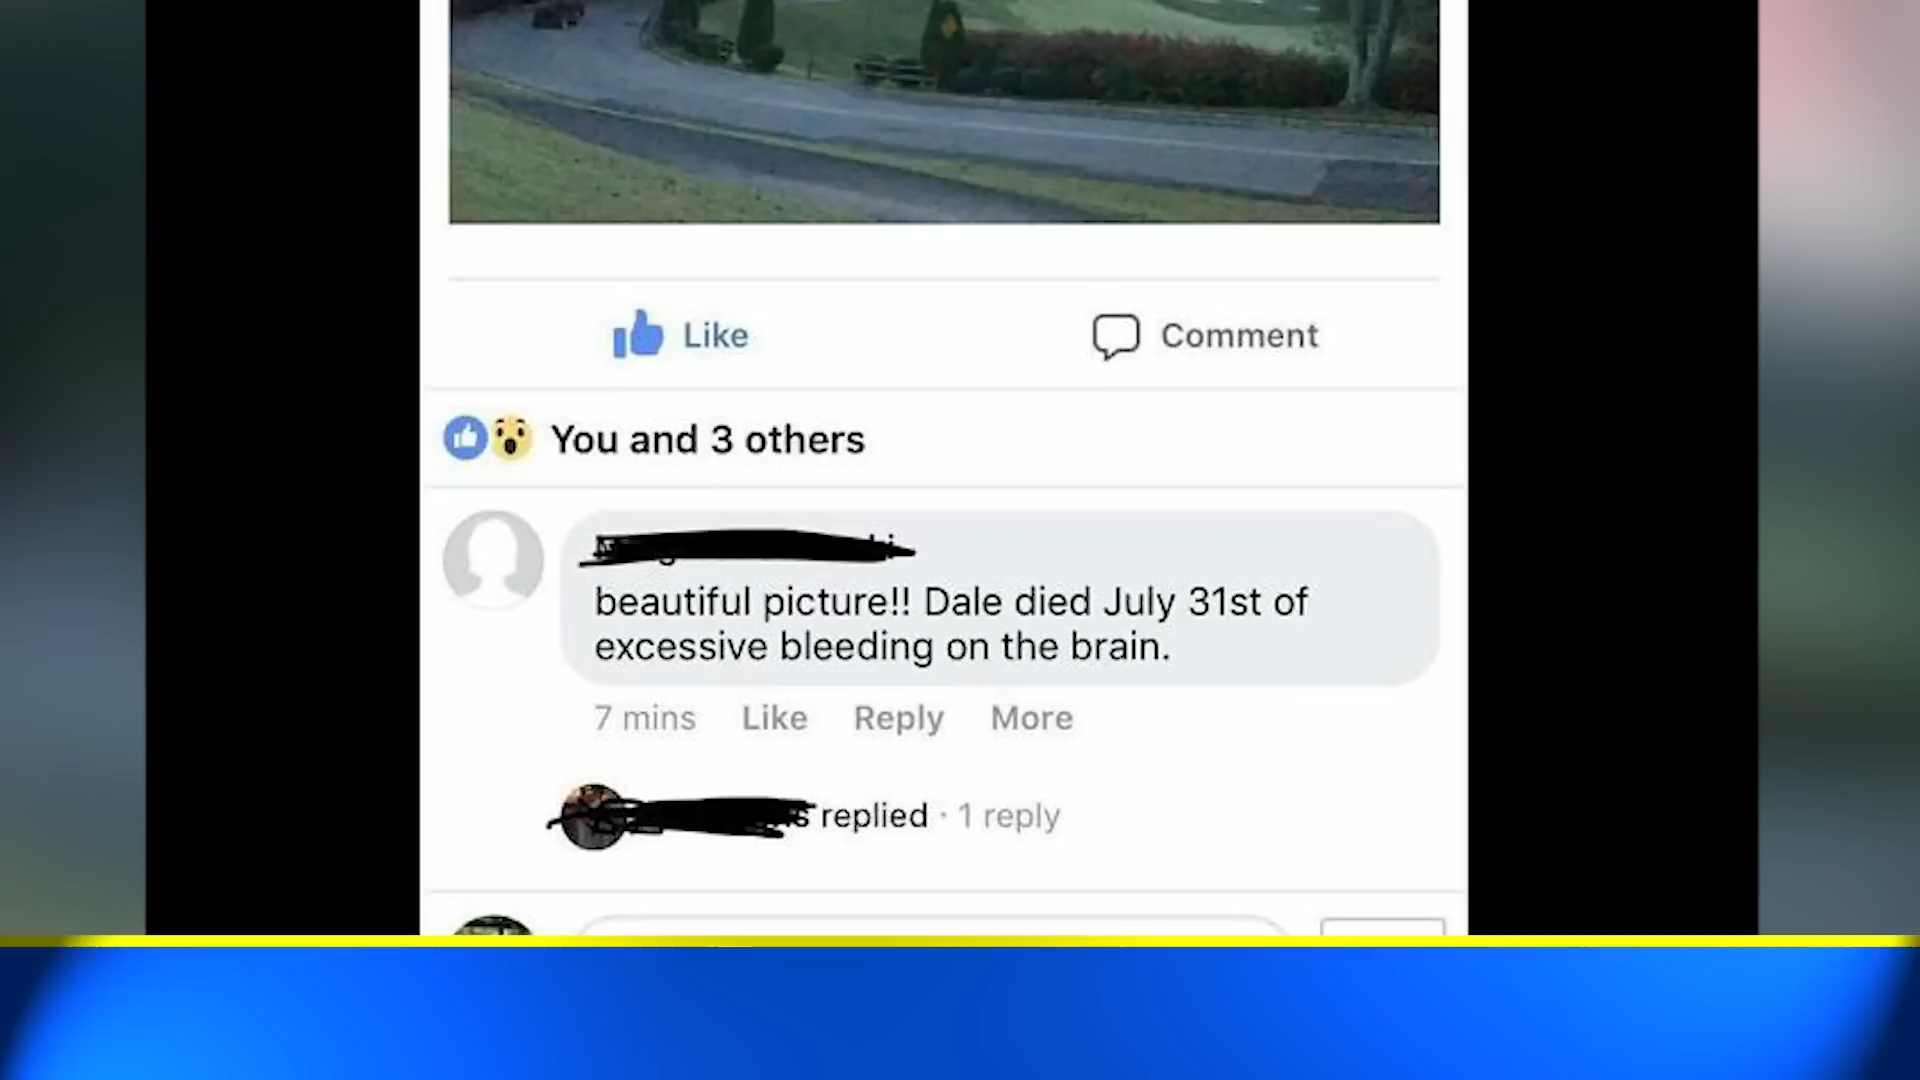 Like Comment
You and 3 others
beautiful picture!! Dale died July 31st of
excessive bleeding on the brain.
7 mins Like Reply More
replied · 1 reply